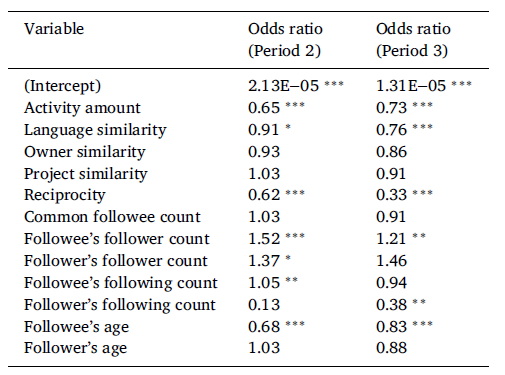 Variable Odds ratio Odds ratio
(Period 2) (Period 3)
(Intercept) 2.13E−05 *** 1.31E−05 ***
Activity amount 0.65 *** 0.73 ***
Language similarity 0.91 * 0.76 ***
Owner similarity 0.93 0.86
Project similarity 1.03 0.91
Reciprocity 0.62 *** 0.33 ***
Common followee count 1.03 0.91
Followee's follower count 1.52 *** 1.21 **
Follower's follower count 1.37 * 1.46
Followee's following count 1.05 ** 0.94
Follower's following count 0.13 0.38 **
Followee's age 0.68 *** 0.83 ***
Follower's age 1.03 0.88